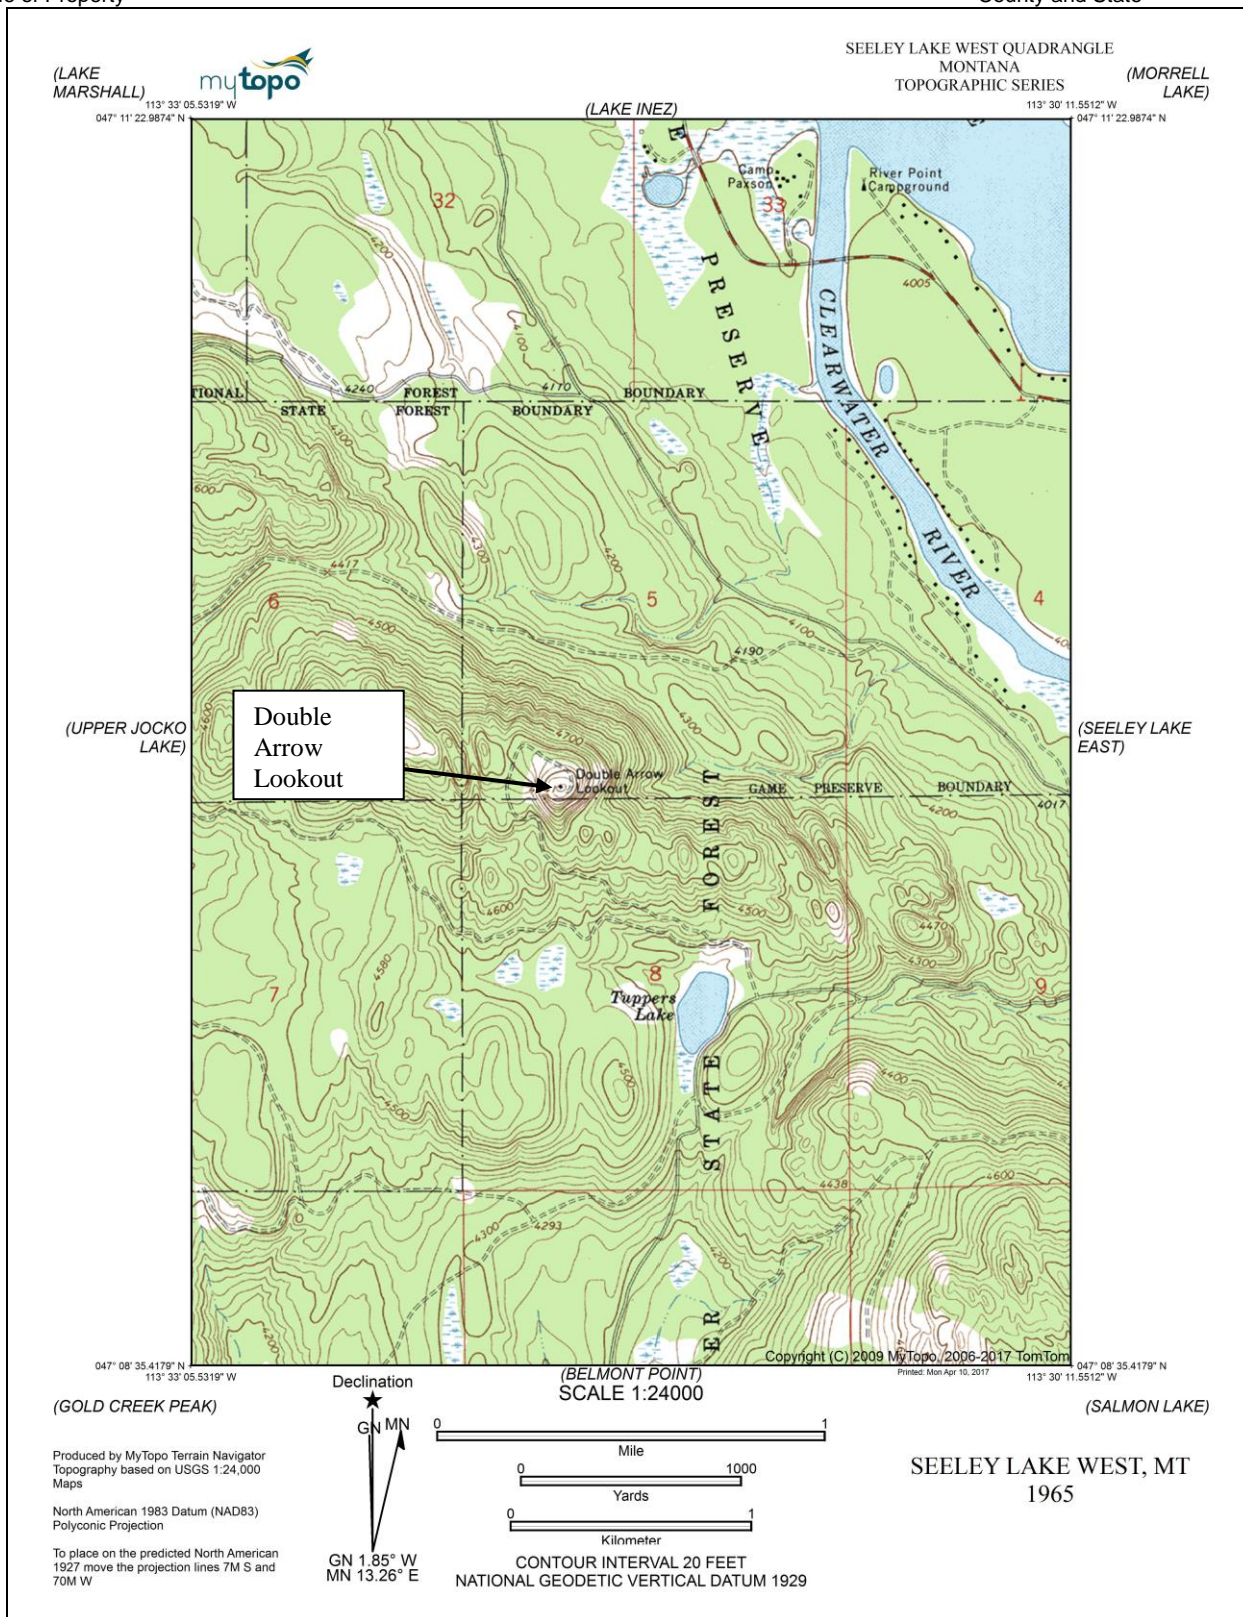 County and State
SEELEY LAKE WEST QUADRANGLE
MONTANA
TOPOGRAPHIC SERIES
(LAKE
MARSHALL)
mytopo
(MORRELL
LAKE)
113° 33' 05.5319" W
(LAKE INEZ)
113° 30' 11.5512" W
047° 11' 22.9874" N
047° 11' 22.9874" N
Camp
Paxson
River Point
Campground
32
33
4200
4005
4100
PRESERVE
CLEARWATER
RIVER
4240
FOREST
4110
BOUNDARY
STATE
FOREST
BOUNDARY
4300
4300
4200
4417
6
5
4
4500
4100
4190
4600
4300
4700
Double
Arrow
Lookout
(UPPER JOCKO
LAKE)
(SEELEY LAKE
EAST)
Double Arrow
Lookout
GAME
PRESERVE
BOUNDARY
4017
4200
FOREST
4600
4500
4470
4300
4580
7
8
9
Tuppers
Lake
4500
4400
4500
STATE
4438
4600
4300
4293
4200
4200
ER
Copyright (C) 2009 MyTopo, 2006-2017 TomTom
Printed: Mon Apr 10, 2017
047° 08' 35.4179" N
047° 08' 35.4179" N
113° 33' 05.5319" W
(BELMONT POINT)
113° 30' 11.5512" W
Declination
SCALE 1:24000
(GOLD CREEK PEAK)
(SALMON LAKE)
GN
MN
0 1
Mile
0 1000
Yards
0 1
Kilometer
Produced by MyTopo Terrain Navigator
Topography based on USGS 1:24,000
Maps
North American 1983 Datum (NAD83)
Polyconic Projection
To place on the predicted North American
1927 move the projection lines 7M S and
70M W
GN 1.85° W
MN 13.26° E
CONTOUR INTERVAL 20 FEET
NATIONAL GEODETIC VERTICAL DATUM 1929
SEELEY LAKE WEST, MT
1965